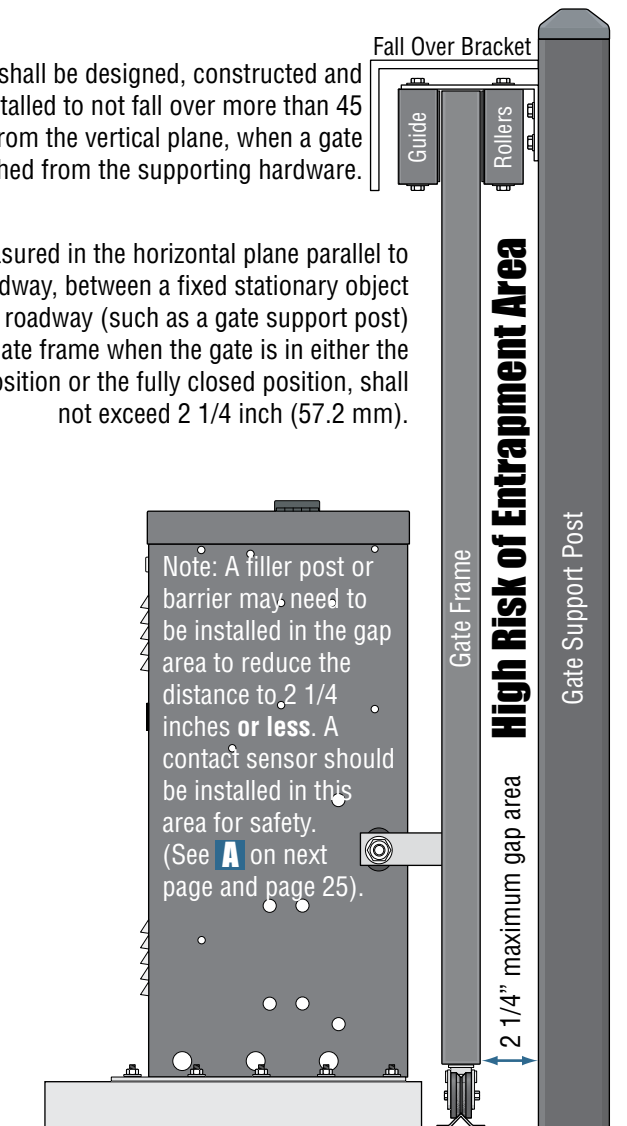 Fall Over Bracket
shall be designed, constructed and
talled to not fall over more than 45
rom the vertical plane, when a gate
hed from the supporting hardware.
Guide
Rollers
asured in the horizontal plane parallel to
dway, between a fixed stationary object
roadway (such as a gate support post)
ate frame when the gate is in either the
osition or the fully closed position, shall
not exceed 2 1/4 inch (57.2 mm).
High Risk of Entrapment Area
Gate Frame
Gate Support Post
Note: A filler post or
barrier may need to
be installed in the gap
area to reduce the
distance to 2 1/4
inches or less. A
contact sensor should
be installed in this
area for safety.
(See A on next
page and page 25).
2 1/4” maximum gap area